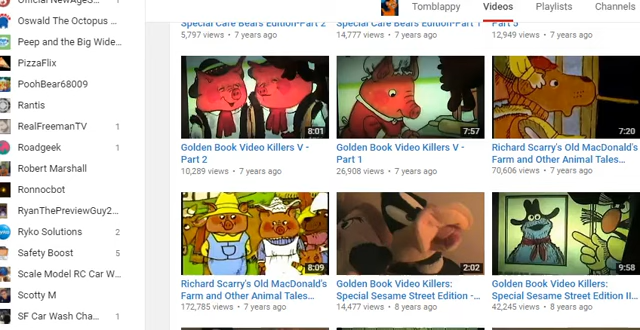 Official NewAgeS...
Oswald The Octopus ...
Peep and the Big Wide...
PizzaFlix
PoohBear68009
Rantis
RealFreemanTV 1
Roadgeek 1
Robert Marshall
Ronnocbot
RyanThePreviewGuy2...
Ryko Solutions 2
Safety Boost 5
Scale Model RC Car W...
Scotty M
SF Car Wash Cha... 1
Tomblappy Videos Playlists Channels
Special Care Bears Edition-Part 2
5,797 views • 7 years ago
Special Care Bears Edition-Part 1
14,777 views • 7 years ago
Part 3
12,949 views • 7 years ago
8:01
Golden Book Video Killers V -
Part 2
10,289 views • 7 years ago
7:57
Golden Book Video Killers V -
Part 1
26,908 views • 7 years ago
7:20
Richard Scarry's Old MacDonald's
Farm and Other Animal Tales...
70,606 views • 7 years ago
8:09
Richard Scarry's Old MacDonald's
Farm and Other Animal Tales...
172,785 views • 7 years ago
2:02
Golden Book Video Killers:
Special Sesame Street Edition -...
14,477 views • 8 years ago
9:58
Golden Book Video Killers:
Special Sesame Street Edition II...
42,245 views • 8 years ago